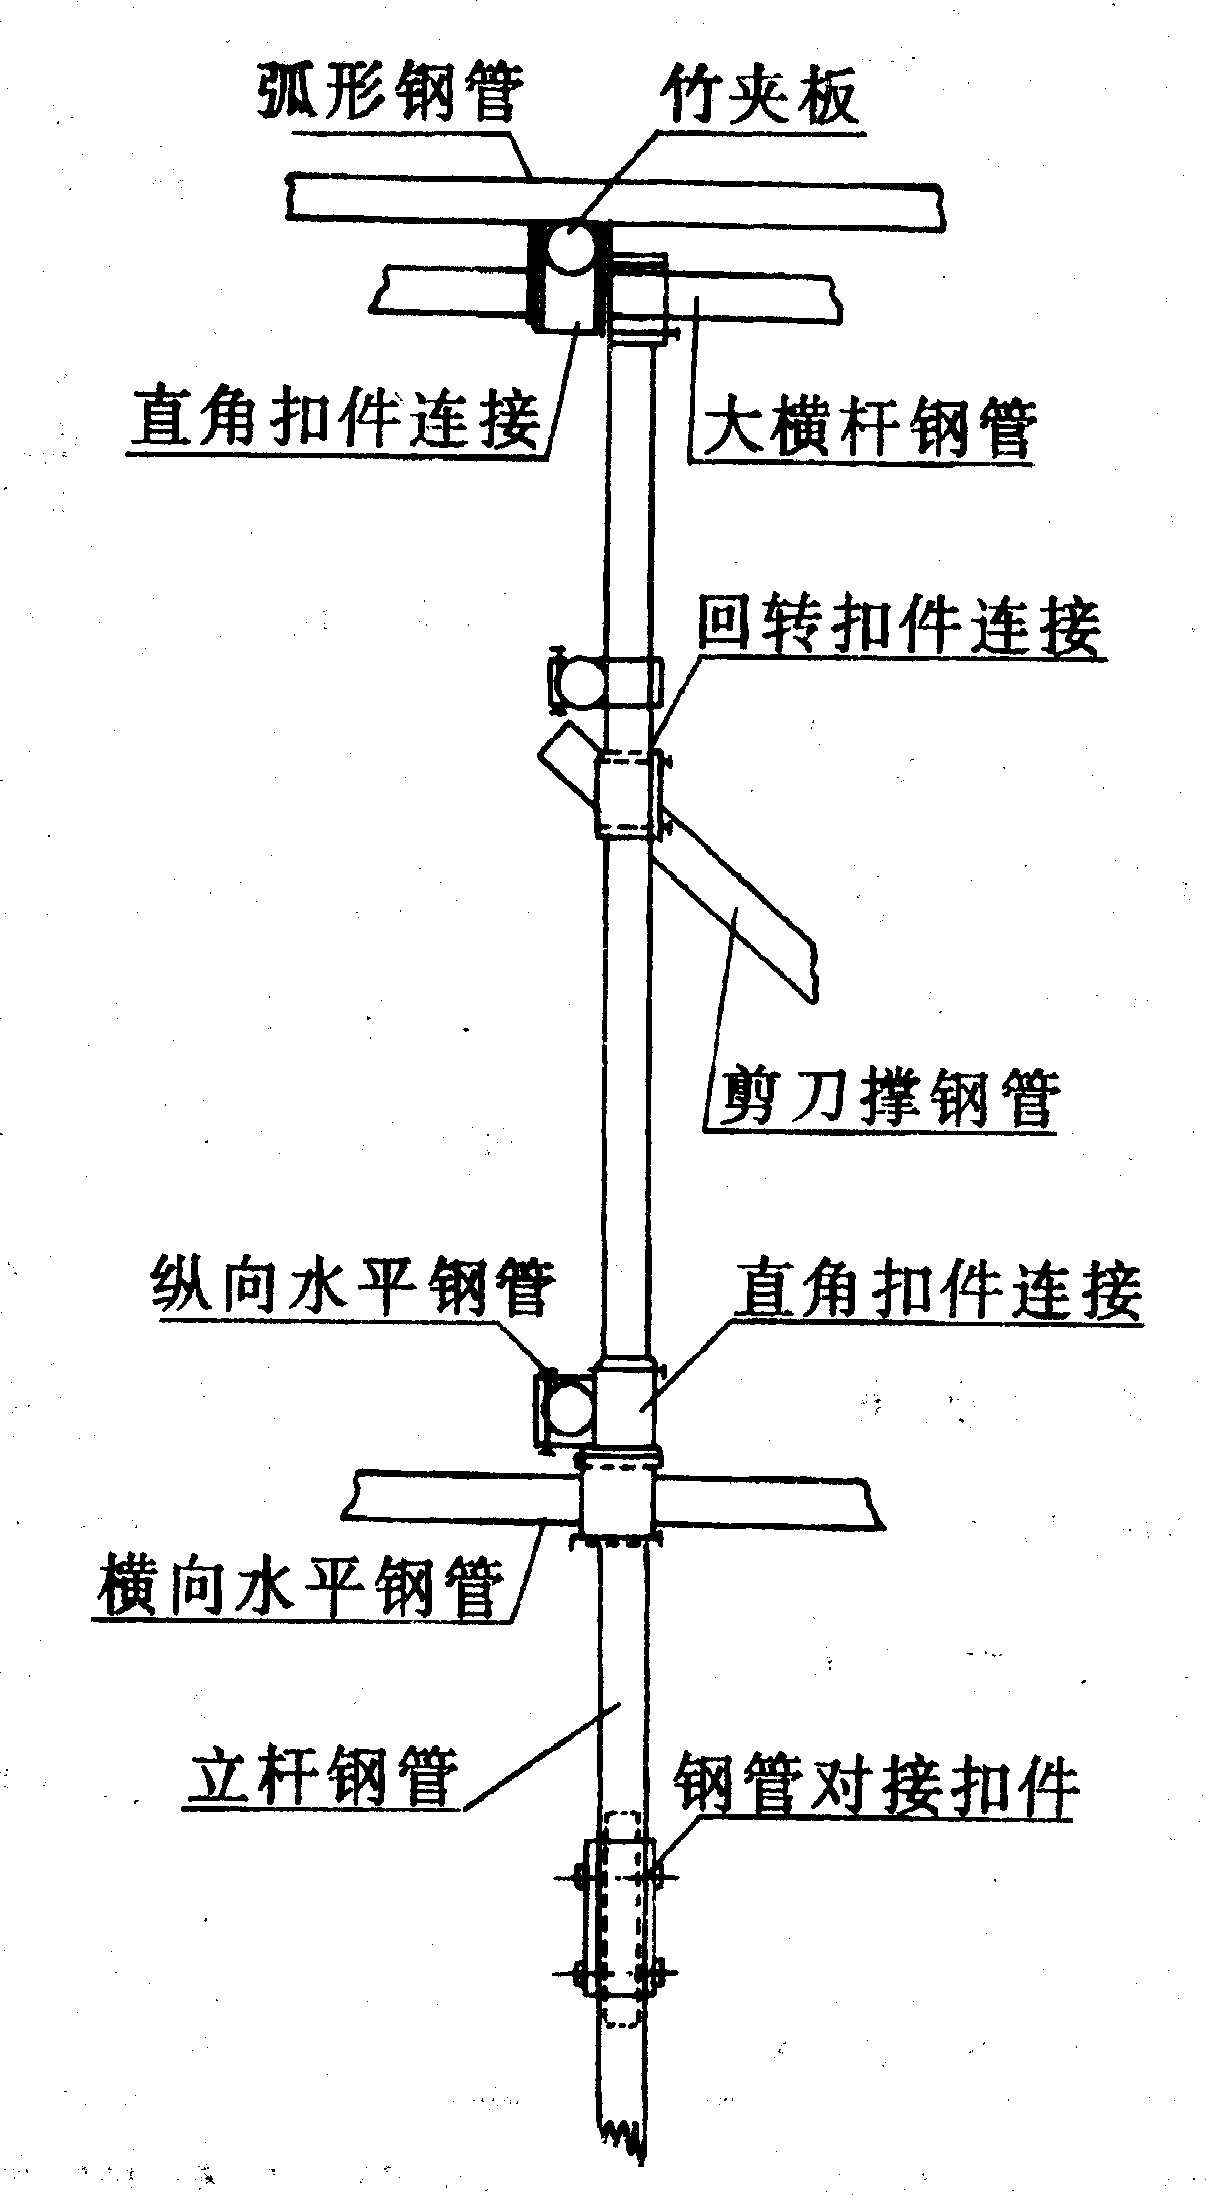 弧形钢管
竹夹板
直角扣件连接
大横杆钢管
回转扣件连接
剪刀撑钢管
纵向水平钢管
直角扣件连接
横向水平钢管
立杆钢管
钢管对接扣件